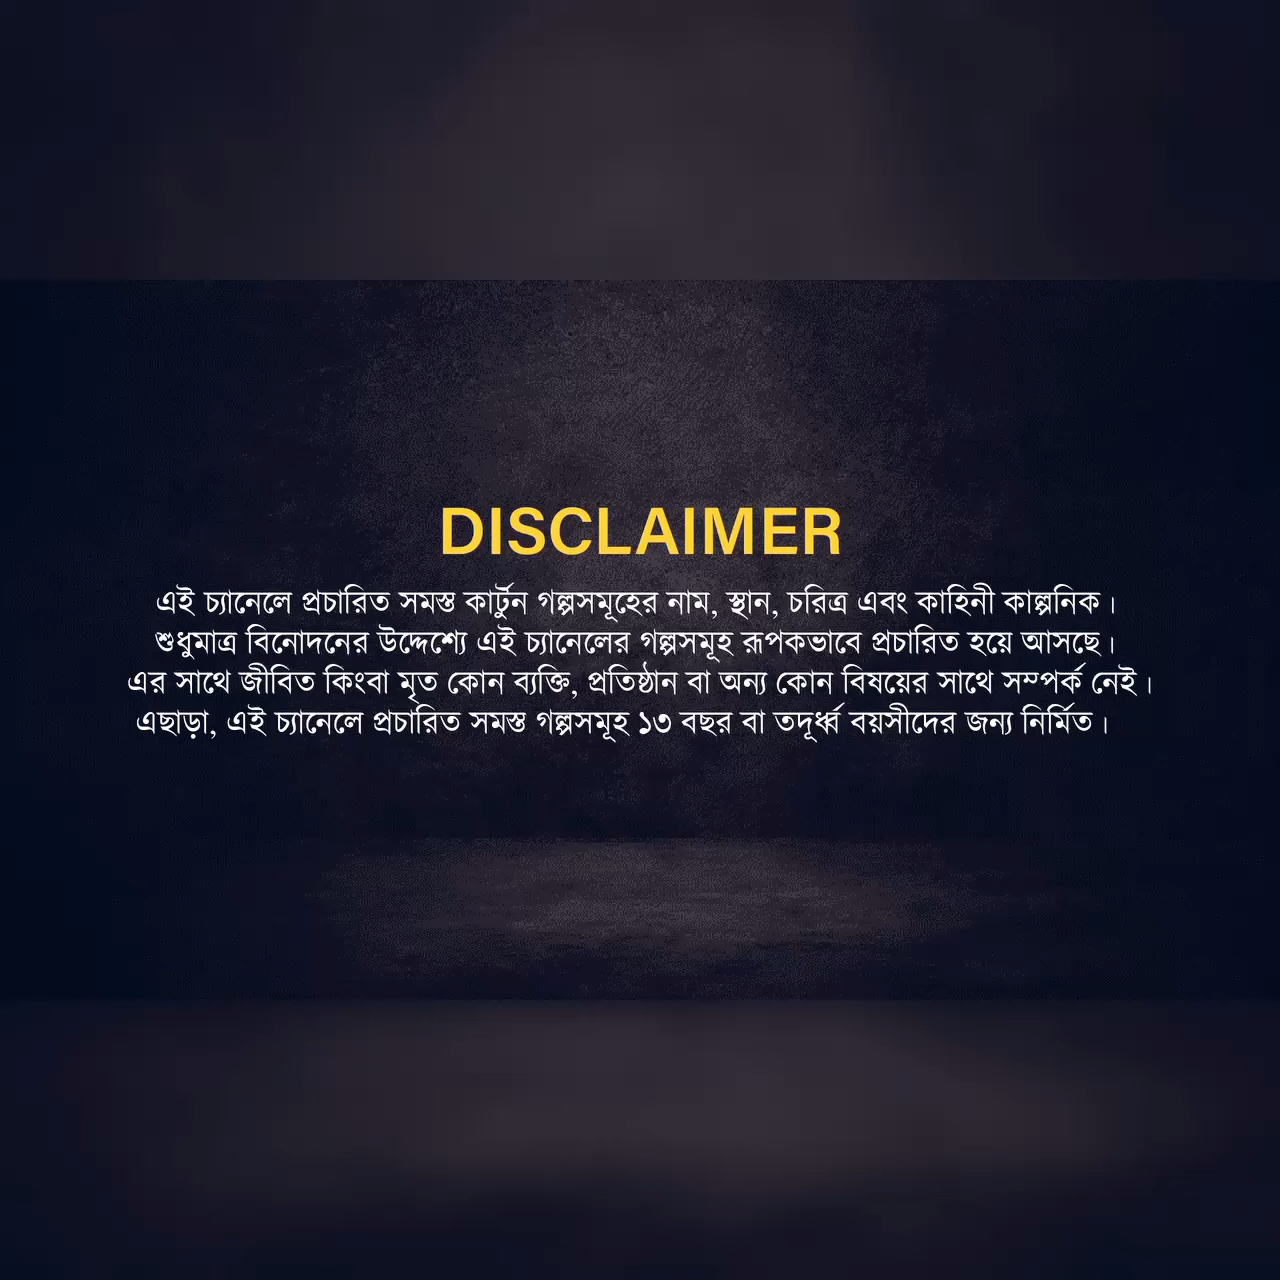 DISCLAIMER
এই চ্যানেলে প্রচারিত সমস্ত কার্টুন গল্পসমূহের নাম, স্থান, চরিত্র এবং কাহিনী কাল্পনিক।
শুধুমাত্র বিনোদনের উদ্দেশ্যে এই চ্যানেলের গল্পসমূহ রূপকভাবে প্রচারিত হয়ে আসছে।
এর সাথে জীবিত কিংবা মৃত কোন ব্যক্তি, প্রতিষ্ঠান বা অন্য কোন বিষয়ের সাথে সম্পর্ক নেই।
এছাড়া, এই চ্যানেলে প্রচারিত সমস্ত গল্পসমূহ ১৩ বছর বা তদূর্ধ্ব বয়সীদের জন্য নির্মিত।